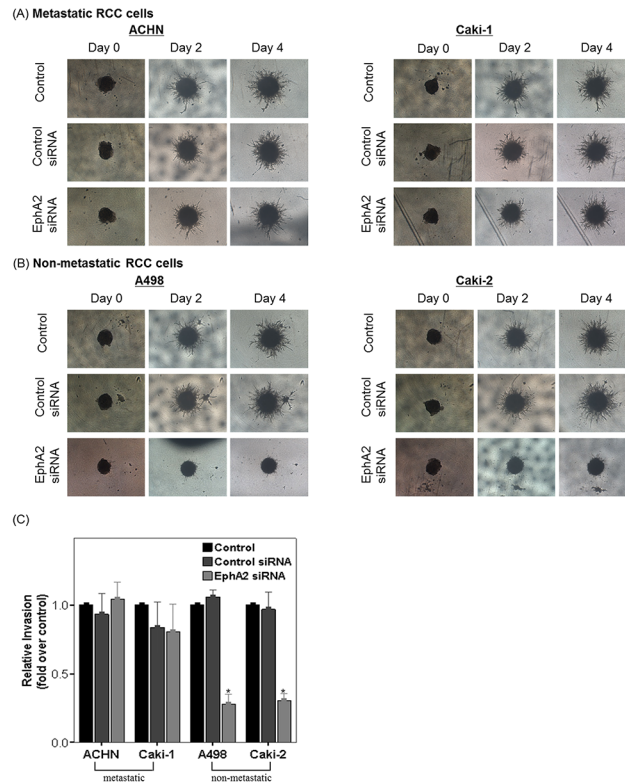 (A) Metastatic RCC cells
ACHN
Caki-1
Day 0 Day 2 Day 4
Day 0 Day 2 Day 4
Control
Control
Control siRNA
Control siRNA
EphA2 siRNA
EphA2 siRNA
(B) Non-metastatic RCC cells
A498
Caki-2
Day 0 Day 2 Day 4
Day 0 Day 2 Day 4
Control
Control
Control siRNA
Control siRNA
EphA2 siRNA
EphA2 siRNA
(C)
Control
Control siRNA
EphA2 siRNA
Relative Invasion
(fold over control)
1.0
0.5
0.0
* *
ACHN Caki-1 A498 Caki-2
metastatic non-metastatic